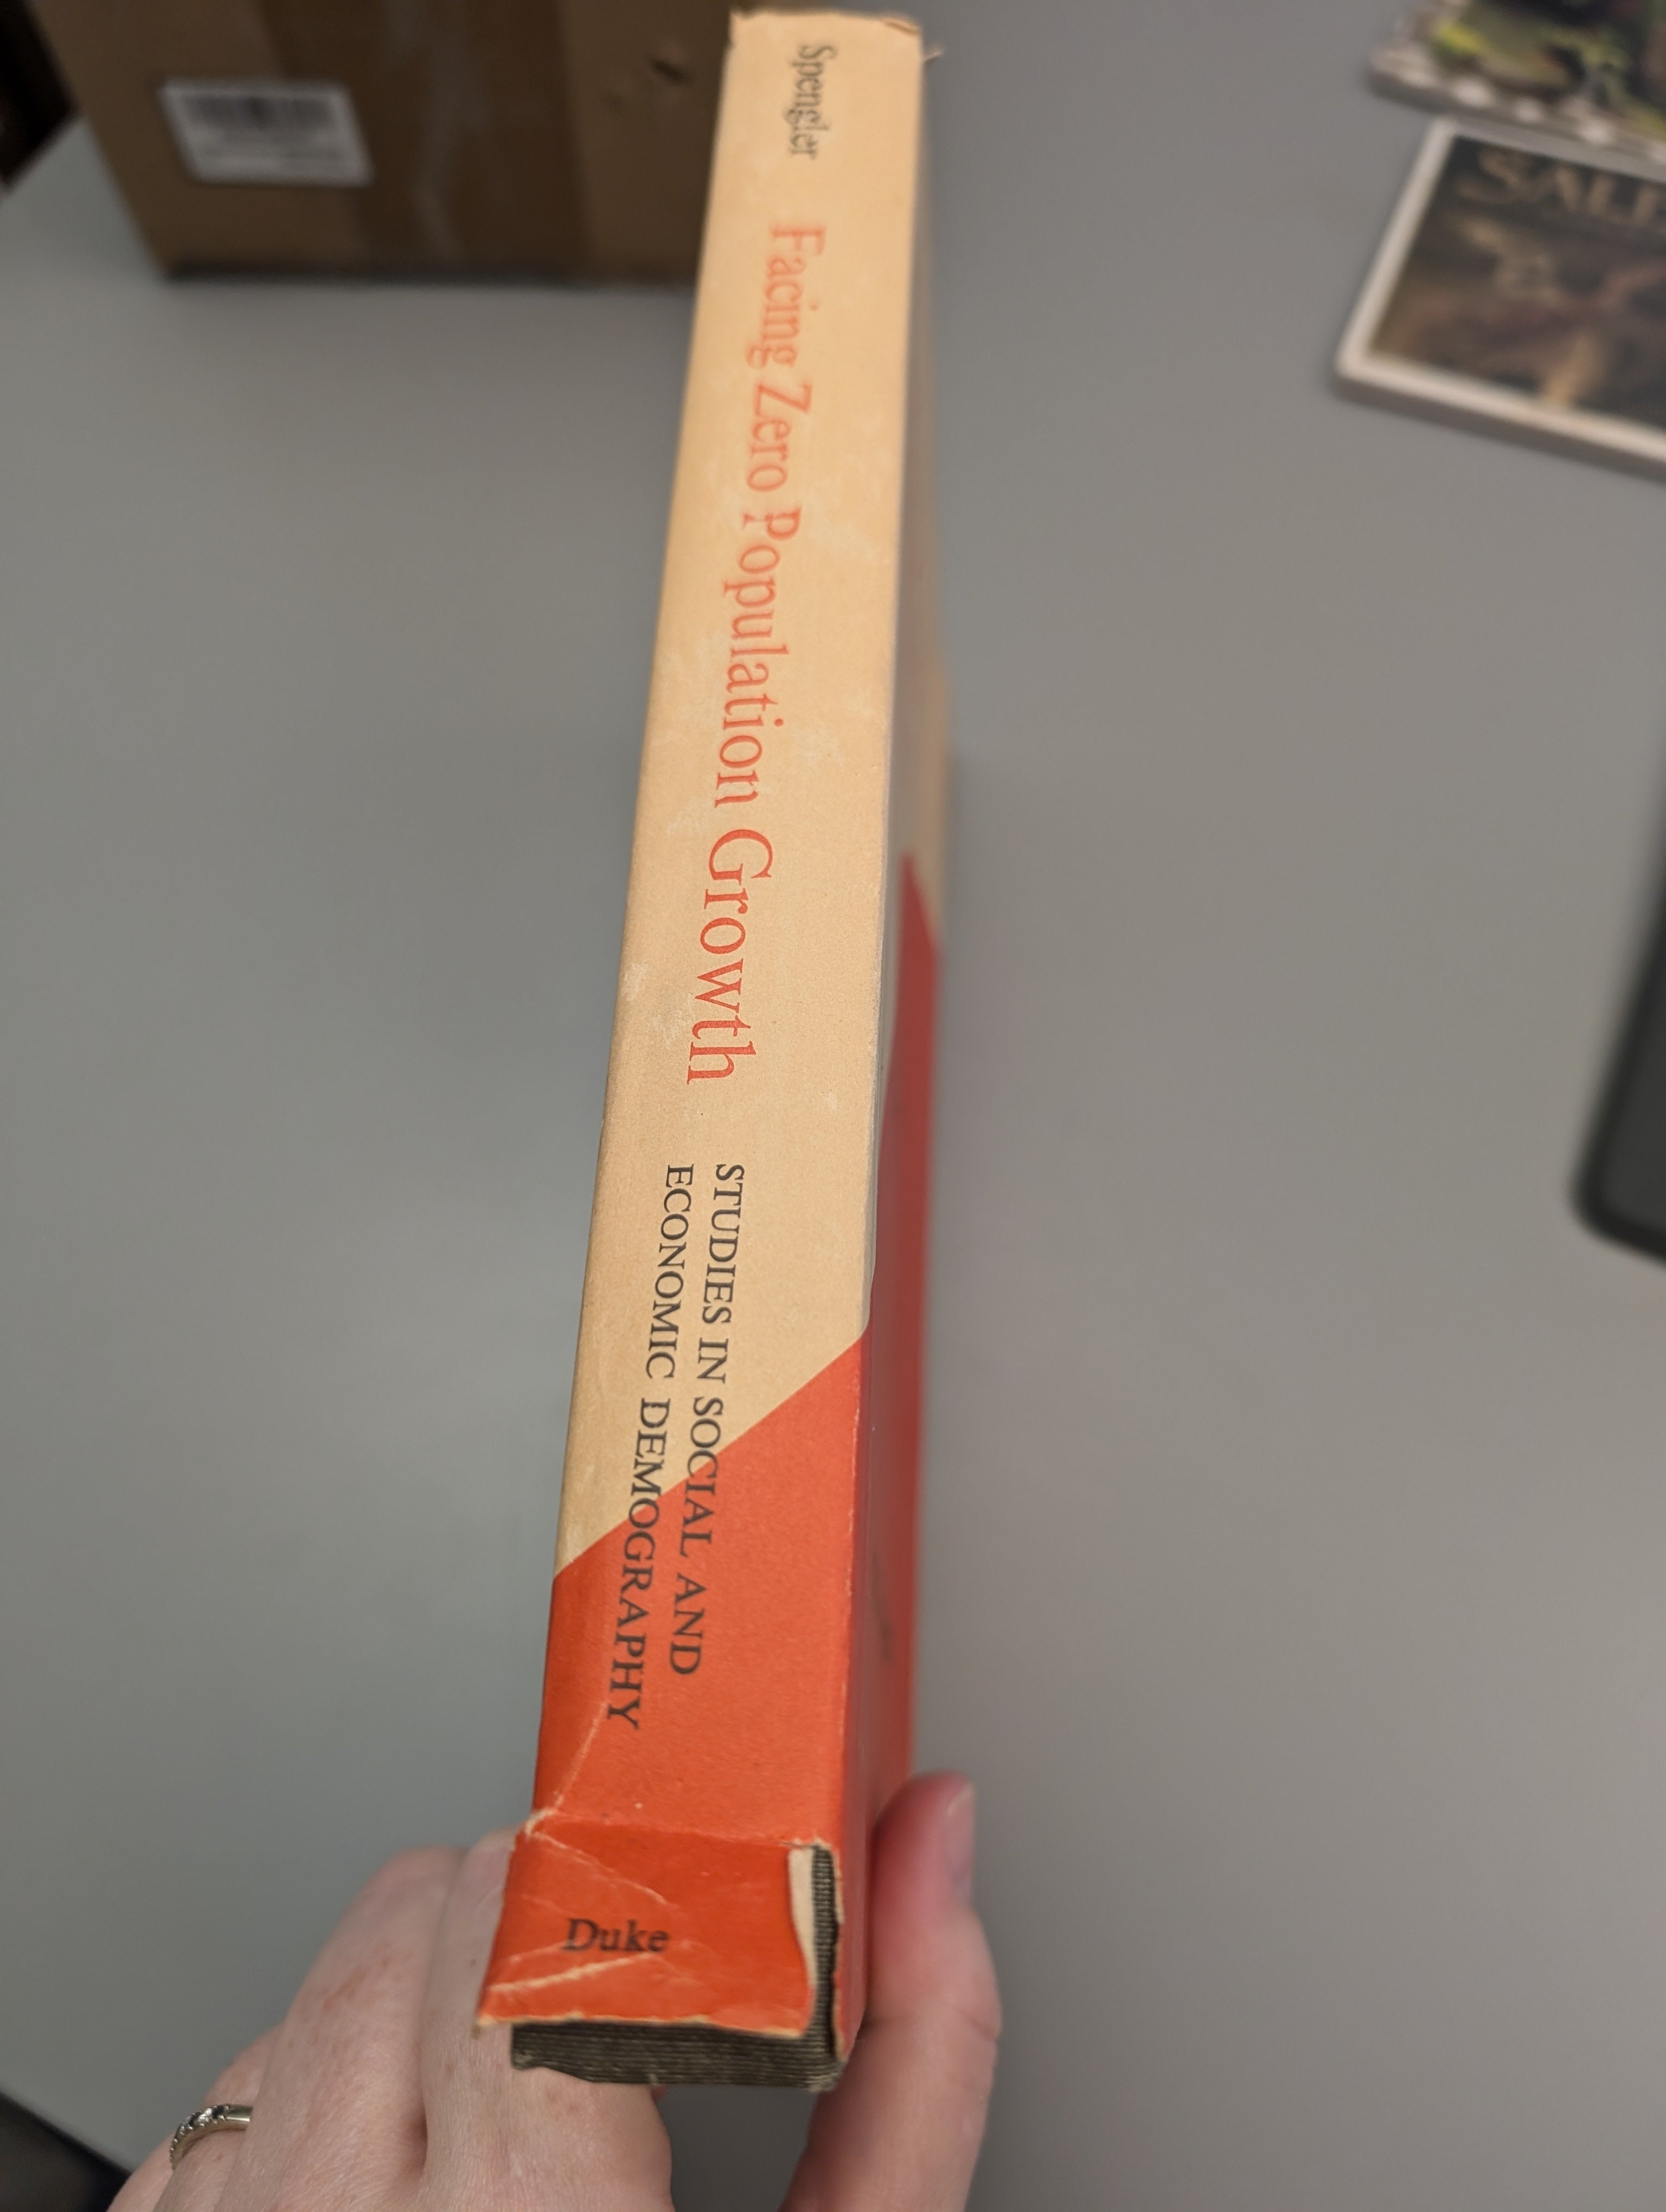 Spengler
Facing Zero Population Growth
STUDIES IN SOCIAL AND
ECONOMIC DEMOGRAPHY
Duke